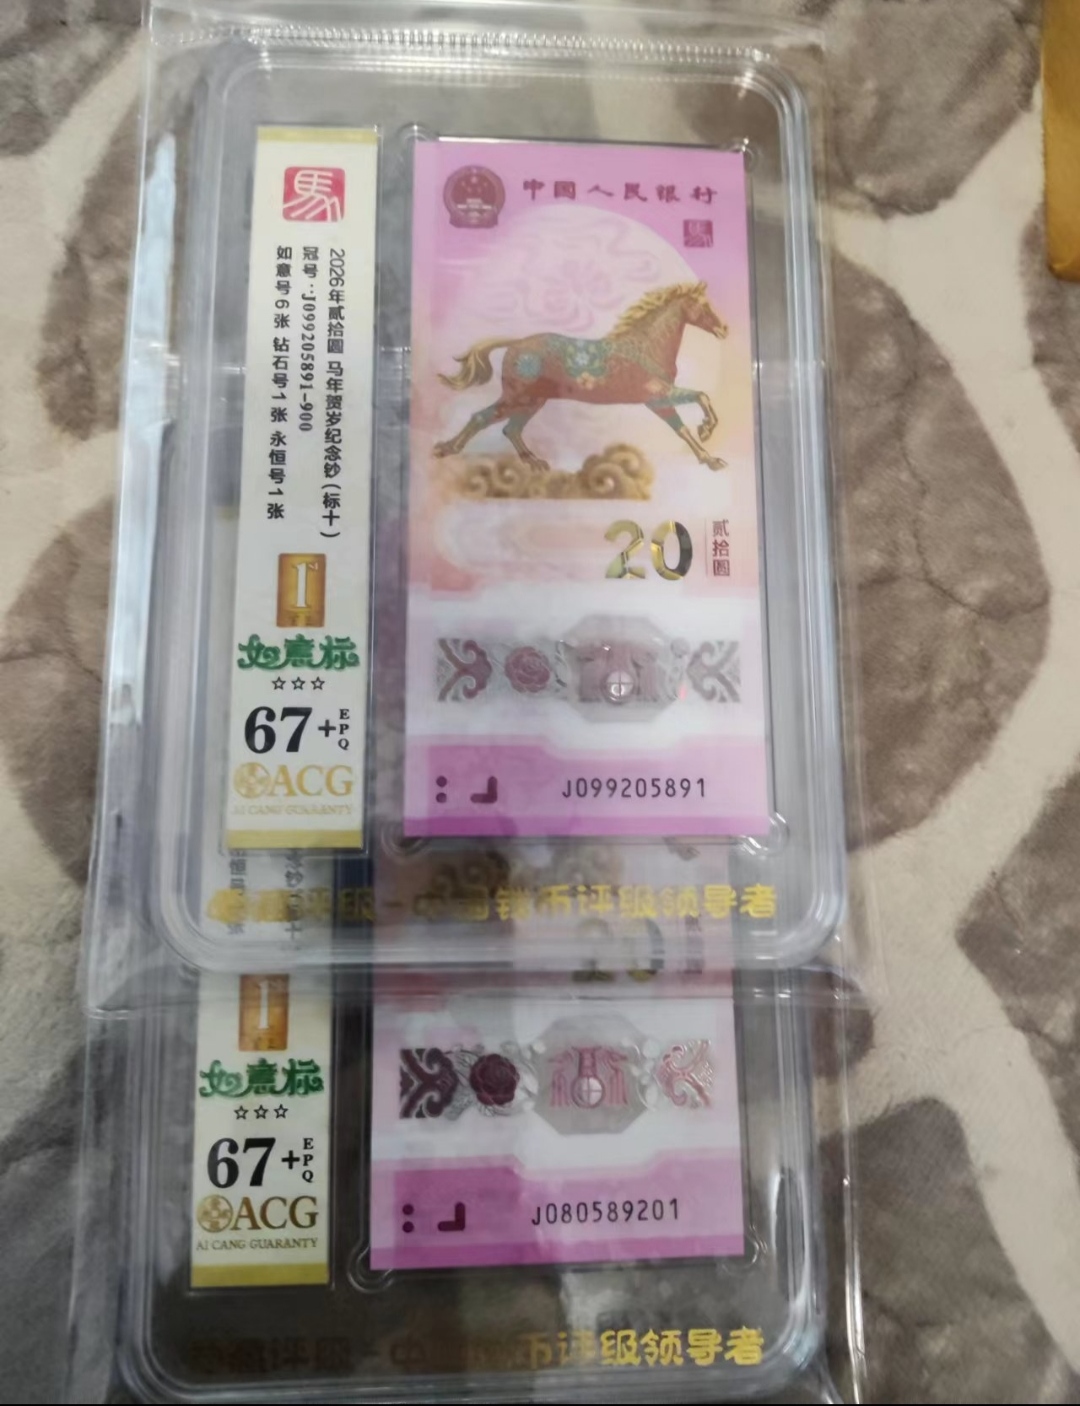 馬
2026年贰拾圆 马年贺岁纪念钞（标十）
冠号：J099205891-900
如意号6张 钻石号1张 永恒号1张
1
如意标
☆☆☆
67+EPQ
ACG
AI CANG GUARANTY
中国人民银行
馬
20
贰拾圆
J099205891
评级-中国钱币评级领导者
20
1
如意标
☆☆☆
67+EPQ
ACG
AI CANG GUARANTY
J080589201
币评级领导者